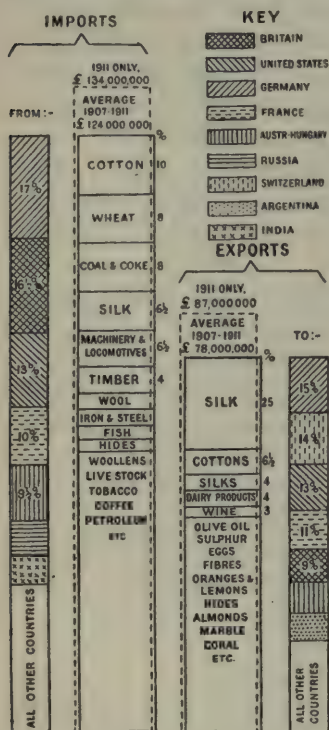 IMPORTS
1911 ONLY,
£ 134,000,000
AVERAGE
1907-1911
£ 124 000 000
FROM:-
%
17%
13%
10%
9½%
ALL OTHER COUNTRIES
COTTON 10
WHEAT 8
COAL & COKE 8
SILK 6½
MACHINERY &
LOCOMOTIVES 6½
TIMBER 4
WOOL
IRON & STEEL
FISH
HIDES
WOOLLENS
LIVE STOCK
TOBACCO
COFFEE
PETROLEUM
ETC
KEY
BRITAIN
UNITED STATES
GERMANY
FRANCE
AUSTR-HUNGARY
RUSSIA
SWITZERLAND
ARGENTINA
INDIA
EXPORTS
1911 ONLY,
£ 87,000,000
AVERAGE
1907-1911
£ 78,000,000
TO:-
%
SILK 25
COTTONS 6½
SILKS 4
DAIRY PRODUCTS 4
WINE 3
OLIVE OIL
SULPHUR
EGGS
FIBRES
ORANGES &
LEMONS
HIDES
ALMONDS
MARBLE
CORAL
ETC.
15%
14%
13%
11%
9%
ALL OTHER
COUNTRIES